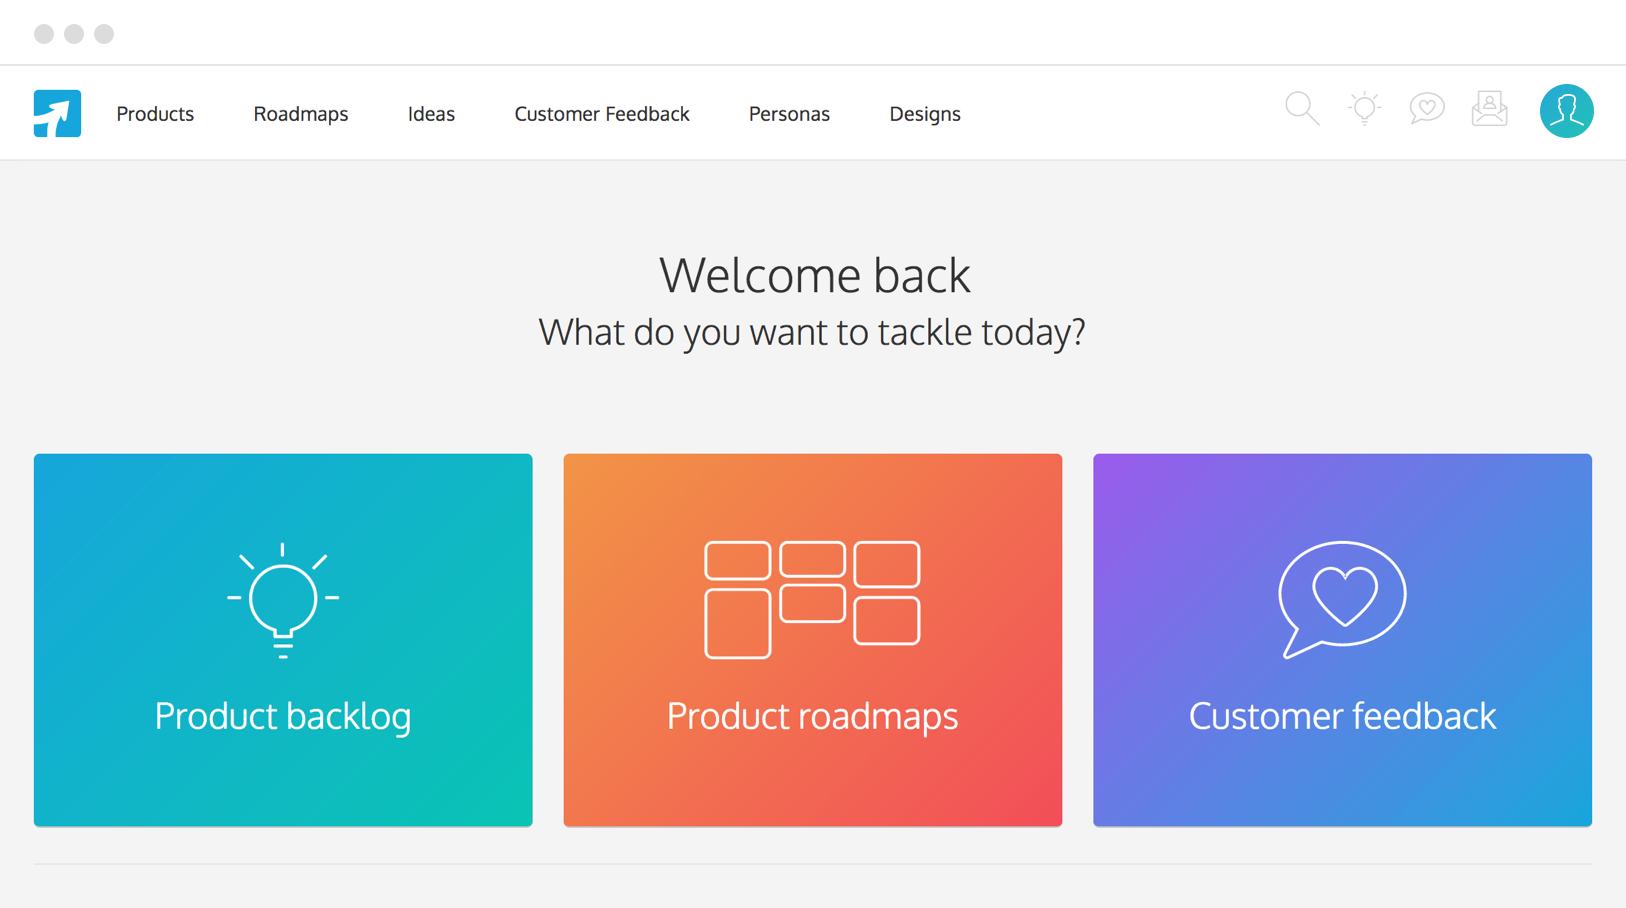 Products
Roadmaps
Ideas
Customer Feedback
Personas
Designs
Welcome back
What do you want to tackle today?
Product backlog
Product roadmaps
Customer feedback